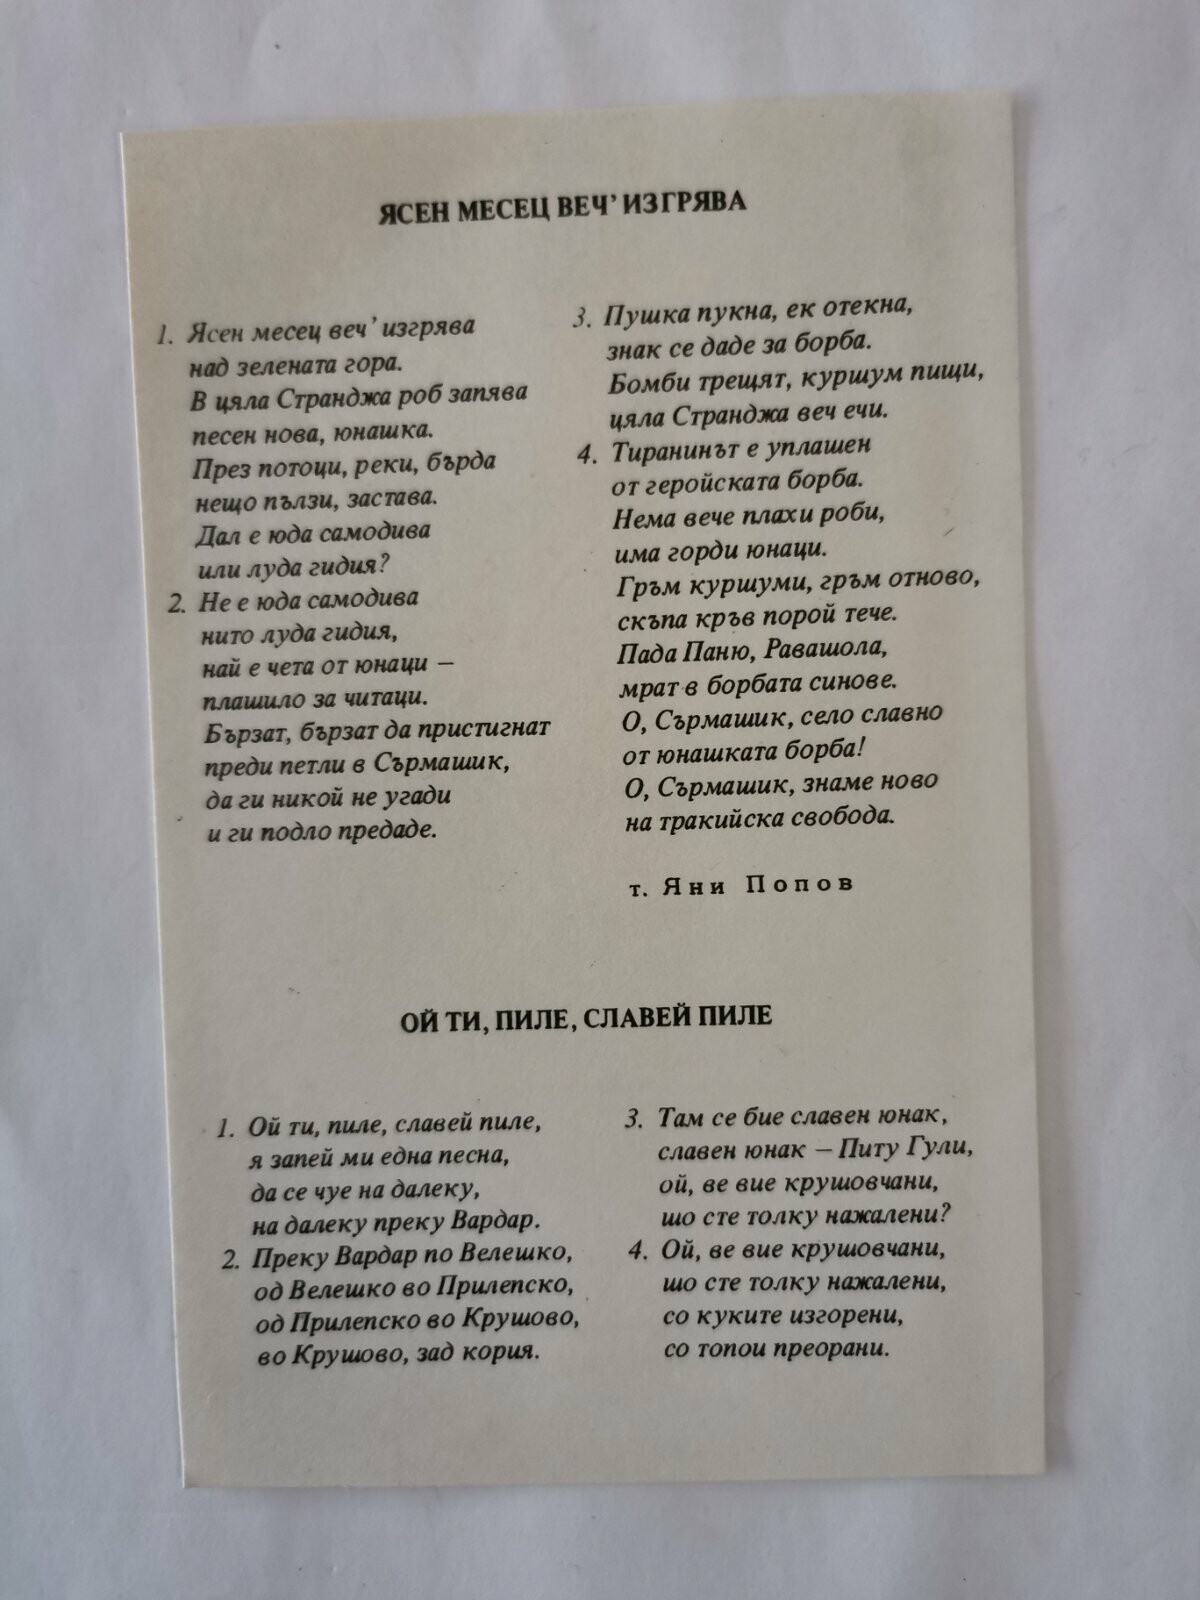 ЯСЕН МЕСЕЦ ВЕЧ’ ИЗГРЯВА
1. Ясен месец веч’ изгрява
над зелената гора.
В цяла Странджа роб запява
песен нова, юнашка.
През потоци, реки, бърда
нещо пълзи, застава.
Дал е юда самодива
или луда гидия?
2. Не е юда самодива
нито луда гидия,
най е чета от юнаци —
плашило за читаци.
Бързат, бързат да пристигнат
преди петли в Сърмашик,
да ги никой не угади
и ги подло предаде.
3. Пушка пукна, ек отекна,
знак се даде за борба.
Бомби трещят, куршум пищи,
цяла Странджа веч ечи.
4. Тиранинът е уплашен
от геройската борба.
Нема вече плахи роби,
има горди юнаци.
Гръм куршуми, гръм отново,
скъпа кръв порой тече.
Пада Паню, Равашола,
мрат в борбата синове.
О, Сърмашик, село славно
от юнашката борба!
О, Сърмашик, знаме ново
на тракийска свобода.
т. Яни Попов
ОЙ ТИ, ПИЛЕ, СЛАВЕЙ ПИЛЕ
1. Ой ти, пиле, славей пиле,
я запей ми една песна,
да се чуе на далеку,
на далеку преку Вардар.
2. Преку Вардар по Велешко,
од Велешко во Прилепско,
од Прилепско во Крушово,
во Крушово, зад кория.
3. Там се бие славен юнак,
славен юнак — Питу Гули,
ой, ве вие крушовчани,
шо сте толку нажалени?
4. Ой, ве вие крушовчани,
шо сте толку нажалени,
со куките изгорени,
со топои преорани.